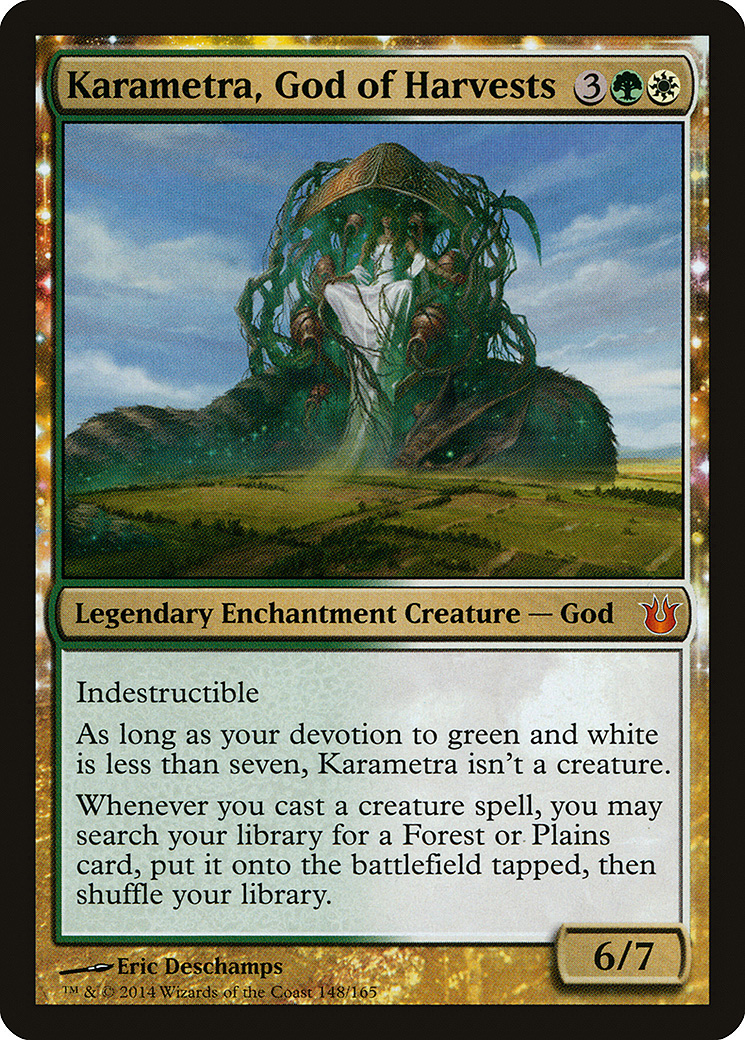 Karametra, God of Harvests 3
Legendary Enchantment Creature — God
Indestructible
As long as your devotion to green and white
is less than seven, Karametra isn't a creature.
Whenever you cast a creature spell, you may
search your library for a Forest or Plains
card, put it onto the battlefield tapped, then
shuffle your library.
6/7
Eric Deschamps
™ & © 2014 Wizards of the Coast 148/165